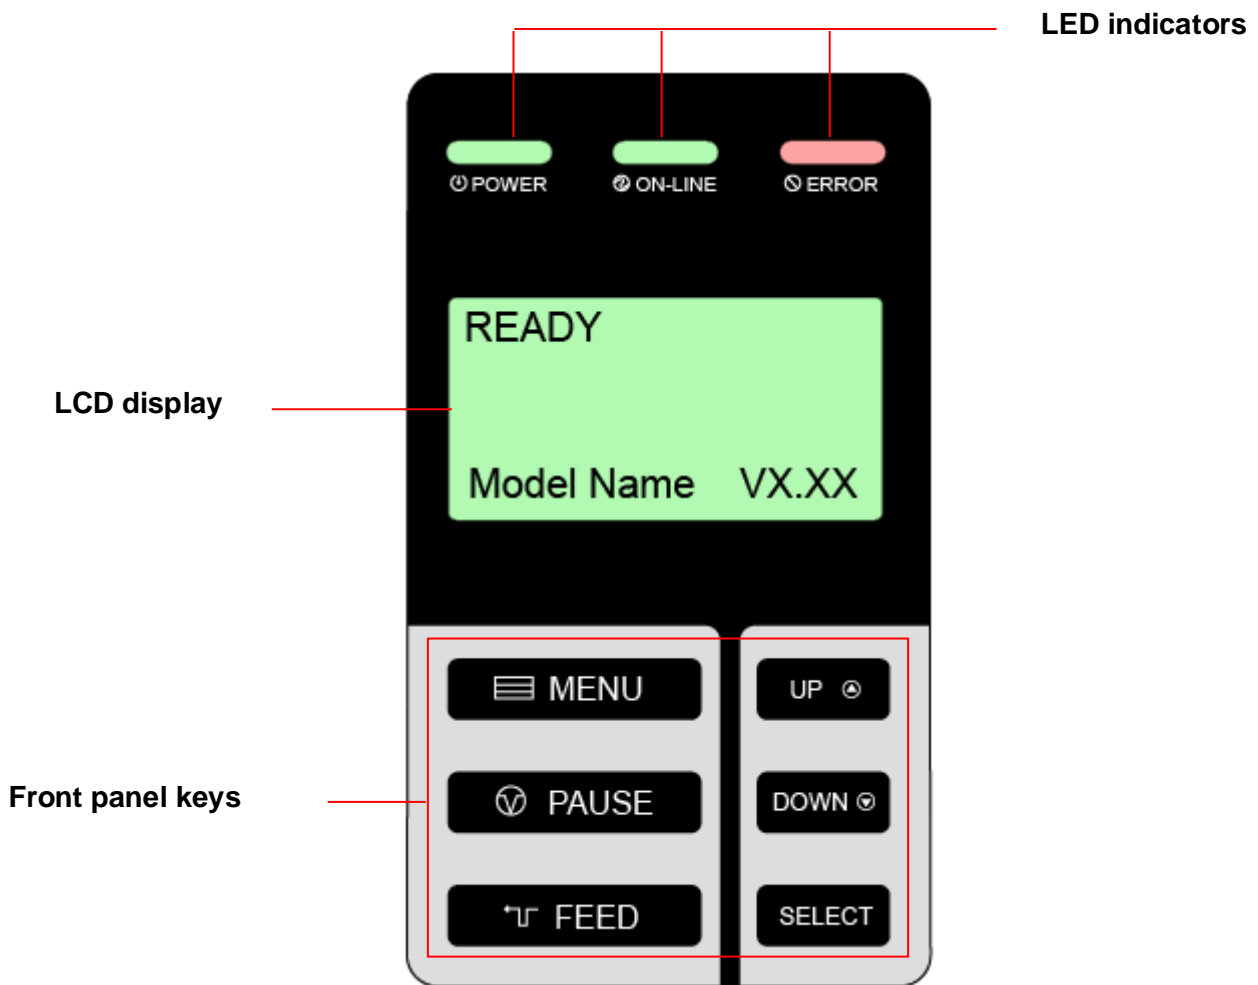 LED indicators
POWER
ON-LINE
ERROR
READY
LCD display
Model Name VX.XX
MENU
UP
Front panel keys
PAUSE
DOWN
FEED
SELECT